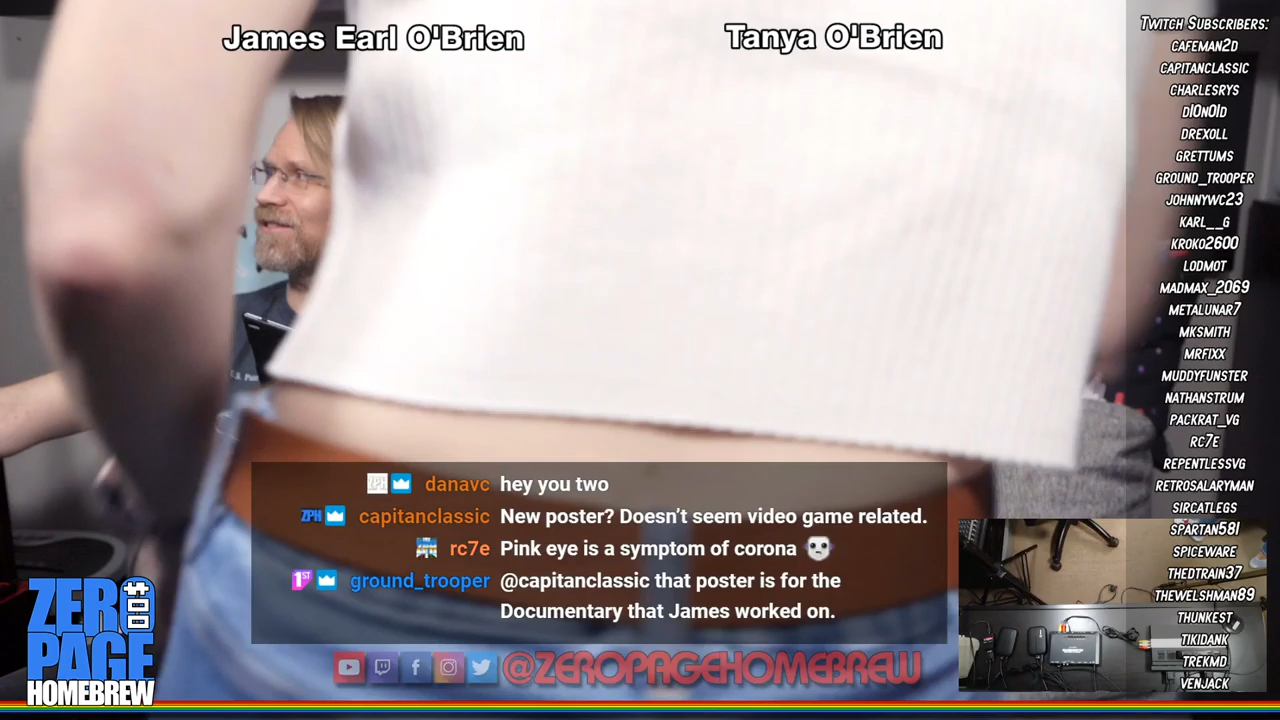 James Earl O'Brien
Tanya O'Brien
TWITCH SUBSCRIBERS:
CAFEMAN2D
CAPITANCLASSIC
CHARLESRYS
D10N01D
DREXOLL
GRETTUMS
GROUND_TROOPER
JOHNNYWC23
KARL__G
KROKO2600
LODMOT
MADMAX_2069
METALUNAR7
MKSMITH
MRFIXX
MUDDYFUNSTER
NATHANSTRUM
PACKRAT_VG
RC7E
REPENTLESSVG
RETROSALARYMAN
SIRCATLEGS
SPARTAN581
SPICEWARE
THEDTRAIN37
THEWELSHMAN89
THUNKEST
TIKIDANK
TREKMD
VENJACK
danavc hey you two
ZPH capitanclassic New poster? Doesn't seem video game related.
rc7e Pink eye is a symptom of corona
1ST ground_trooper @capitanclassic that poster is for the
Documentary that James worked on.
ZERO
PAGE
HOMEBREW
@ZEROPAGEHOMEBREW